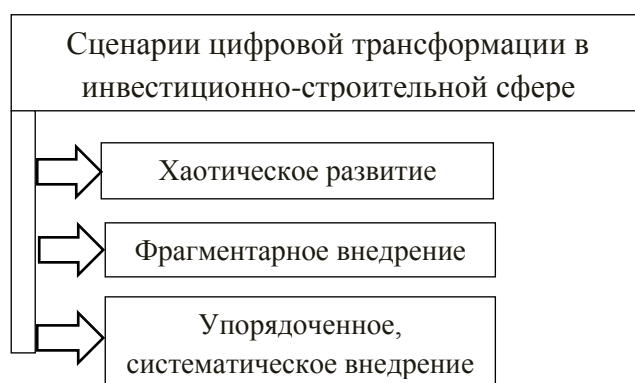 Сценарии цифровой трансформации в
инвестиционно-строительной сфере
Хаотическое развитие
Фрагментарное внедрение
Упорядоченное,
систематическое внедрение